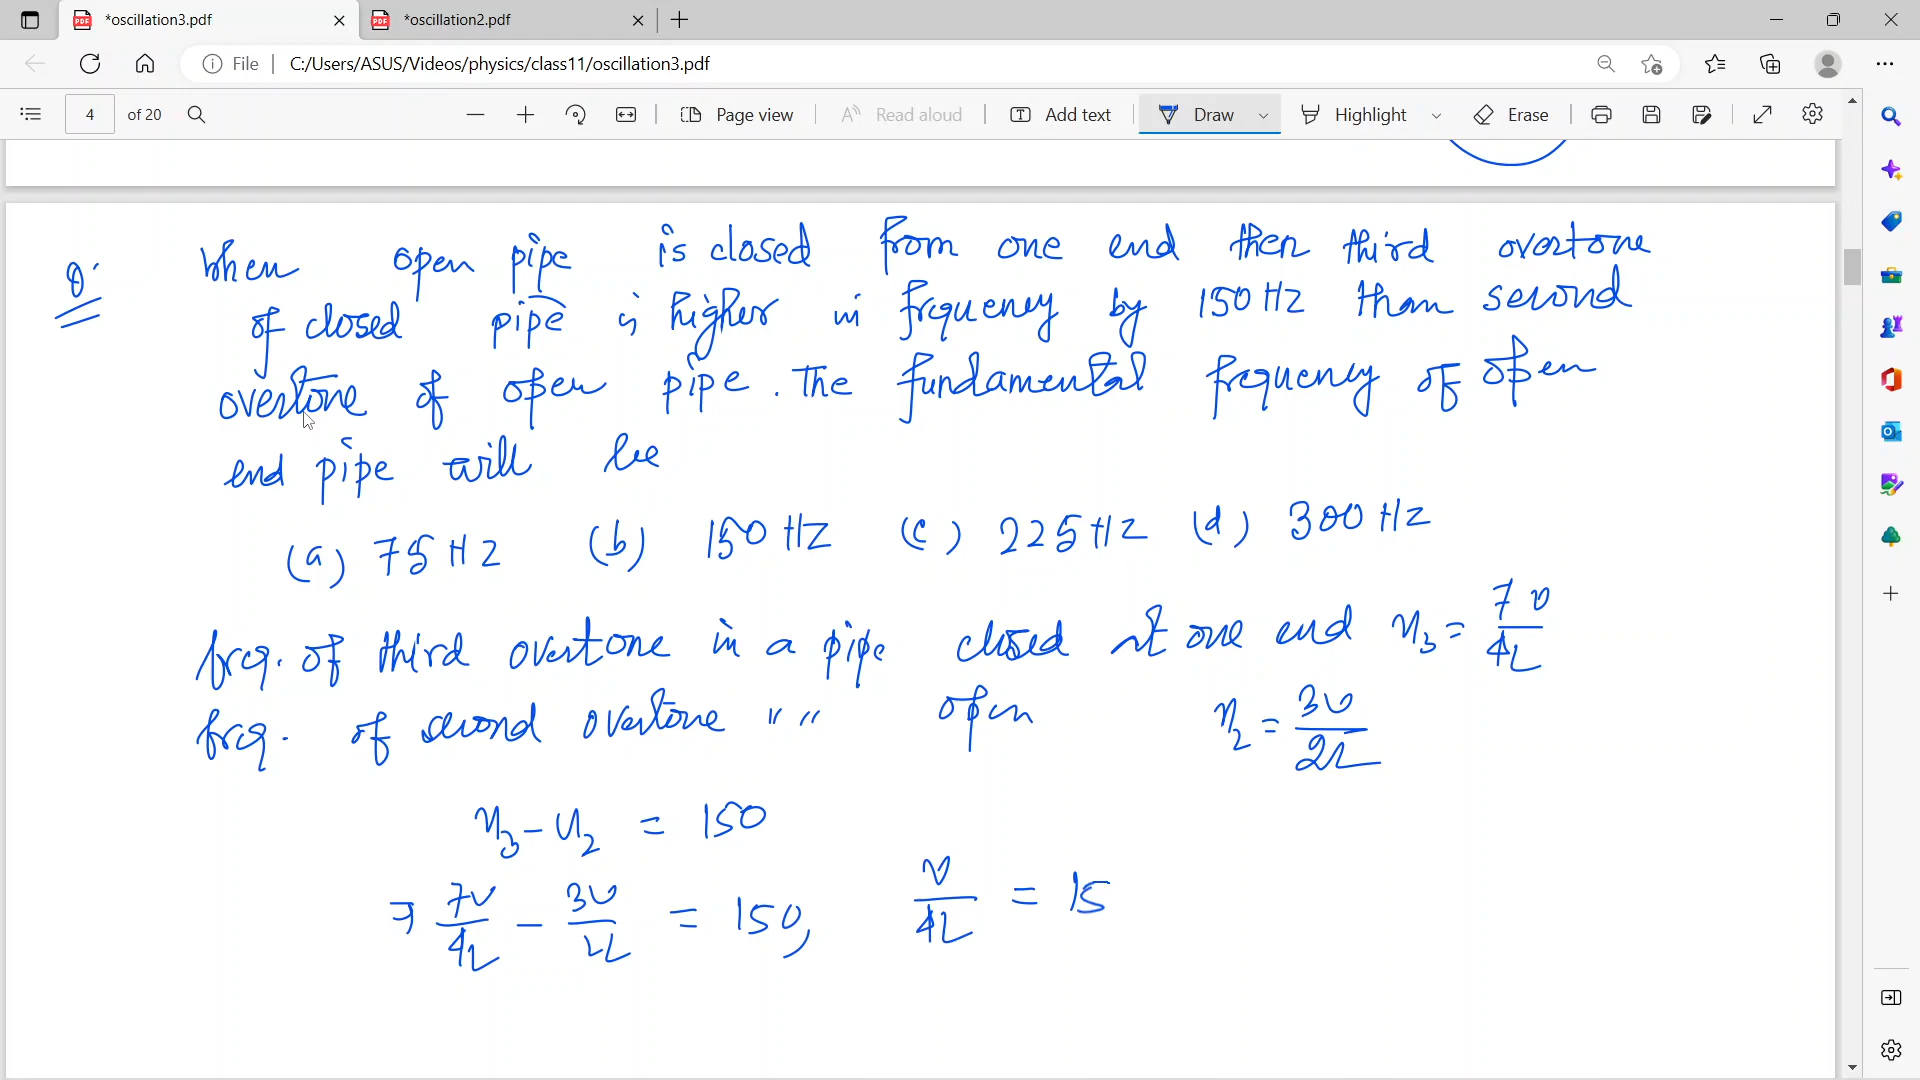 *oscillation3.pdf
*oscillation2.pdf
File
C:/Users/ASUS/Videos/physics/class11/oscillation3.pdf
4 of 20
Page view
Read aloud
Add text
Draw
Highlight
Erase
Q. When open pipe is closed from one end then third overtone
of closed pipe is higher in frequency by 150 Hz than second
overtone of open pipe. The fundamental frequency of open
end pipe will be
(a) 75 Hz (b) 150 Hz (c) 225 Hz (d) 300 Hz
freq. of third overtone in a pipe closed at one end n₃ = 7v/4L
freq. of second overtone " " open n₂ = 3v/2L
n₃ - n₂ = 150
⇒ 7v/4L - 3v/2L = 150, v/4L = 15